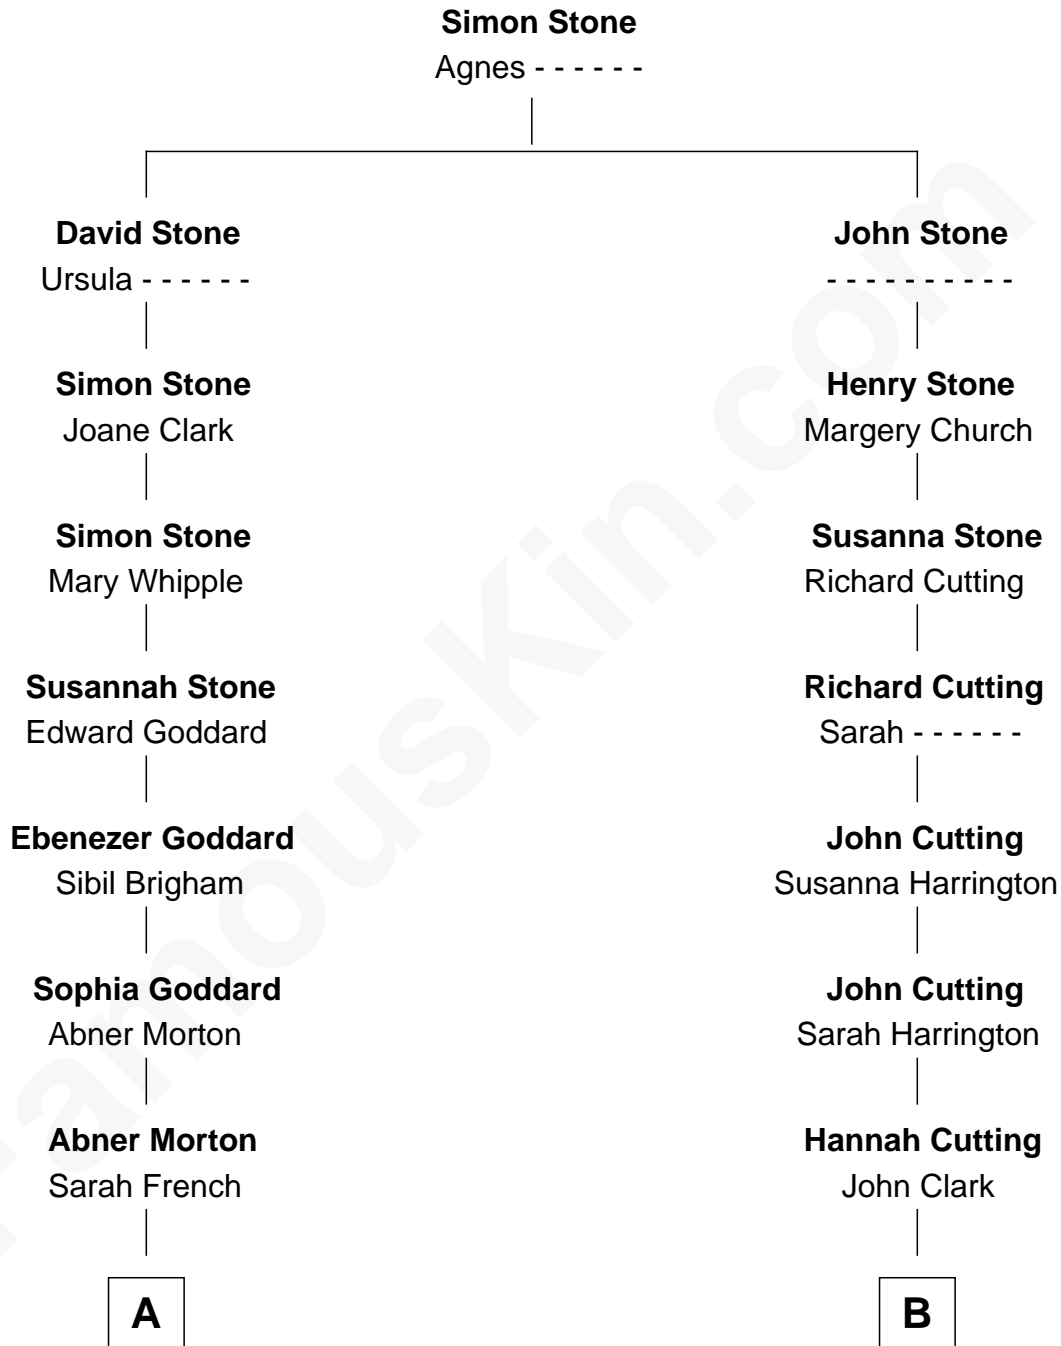 Simon Stone
Agnes - - - - - -
David Stone
Ursula - - - - - -
John Stone
- - - - - - - - - -
Simon Stone
Joane Clark
Henry Stone
Margery Church
Simon Stone
Mary Whipple
Susanna Stone
Richard Cutting
Susannah Stone
Edward Goddard
Richard Cutting
Sarah - - - - - -
Ebenezer Goddard
Sibil Brigham
John Cutting
Susanna Harrington
Sophia Goddard
Abner Morton
John Cutting
Sarah Harrington
Abner Morton
Sarah French
Hannah Cutting
John Clark
A
B
FamousKin.com